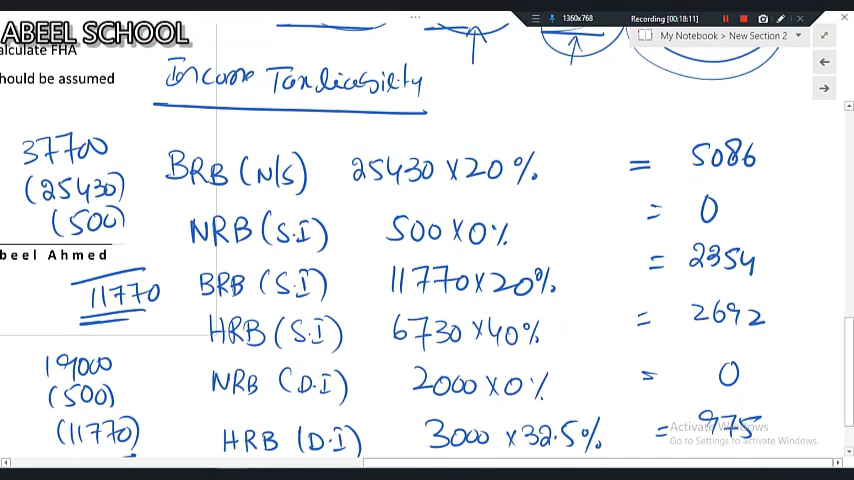 1360x768
Recording [00:18:11]
ABEEL SCHOOL
My Notebook > New Section 2
alculate FHA
hould be assumed
Income Tax liability
37700
(25430)
(500)
beel Ahmed
11770
19000
(500)
(11770)
BRB (N/S) 25430 x 20% = 5086
NRB (S.I) 500 x 0% = 0
BRB (S.I) 11770 x 20% = 2354
HRB (S.I) 6730 x 40% = 2692
NRB (D.I) 2000 x 0% = 0
HRB (D.I) 3000 x 32.5% = 975
Activate Windows
Go to Settings to activate Windows.